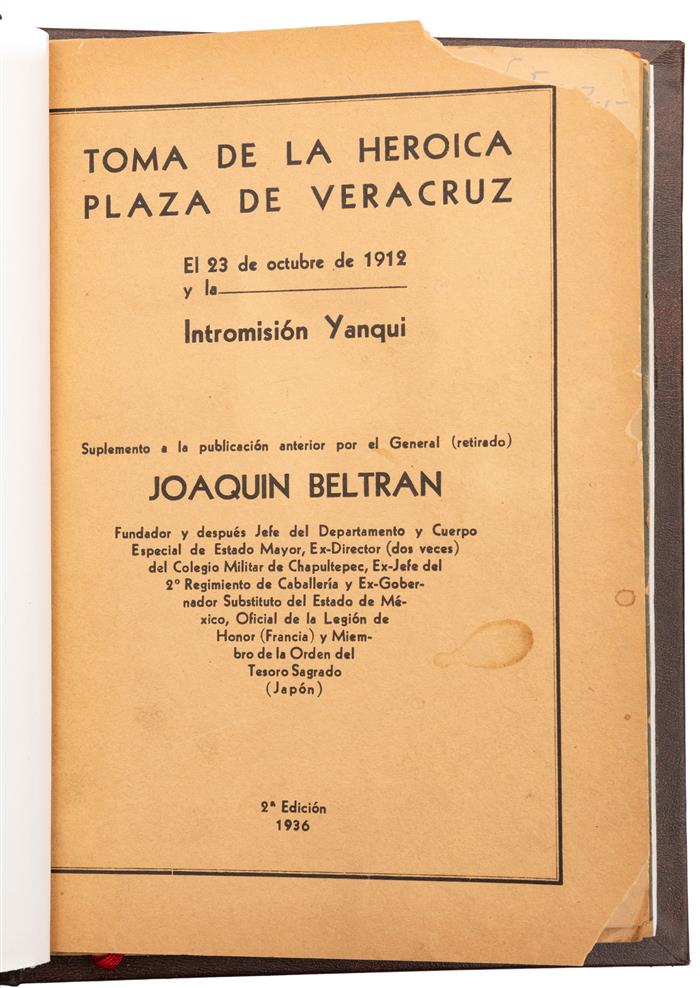 TOMA DE LA HEROICA
PLAZA DE VERACRUZ
El 23 de octubre de 1912
y la
Intromisión Yanqui
Suplemento a la publicación anterior por el General (retirado)
JOAQUIN BELTRAN
Fundador y después Jefe del Departamento y Cuerpo
Especial de Estado Mayor, Ex-Director (dos veces)
del Colegio Militar de Chapultepec, Ex-Jefe del
2º Regimiento de Caballería y Ex-Gober-
nador Substituto del Estado de Mé-
xico, Oficial de la Legión de
Honor (Francia) y Miem-
bro de la Orden del
Tesoro Sagrado
(Japón)
2ª Edición
1936